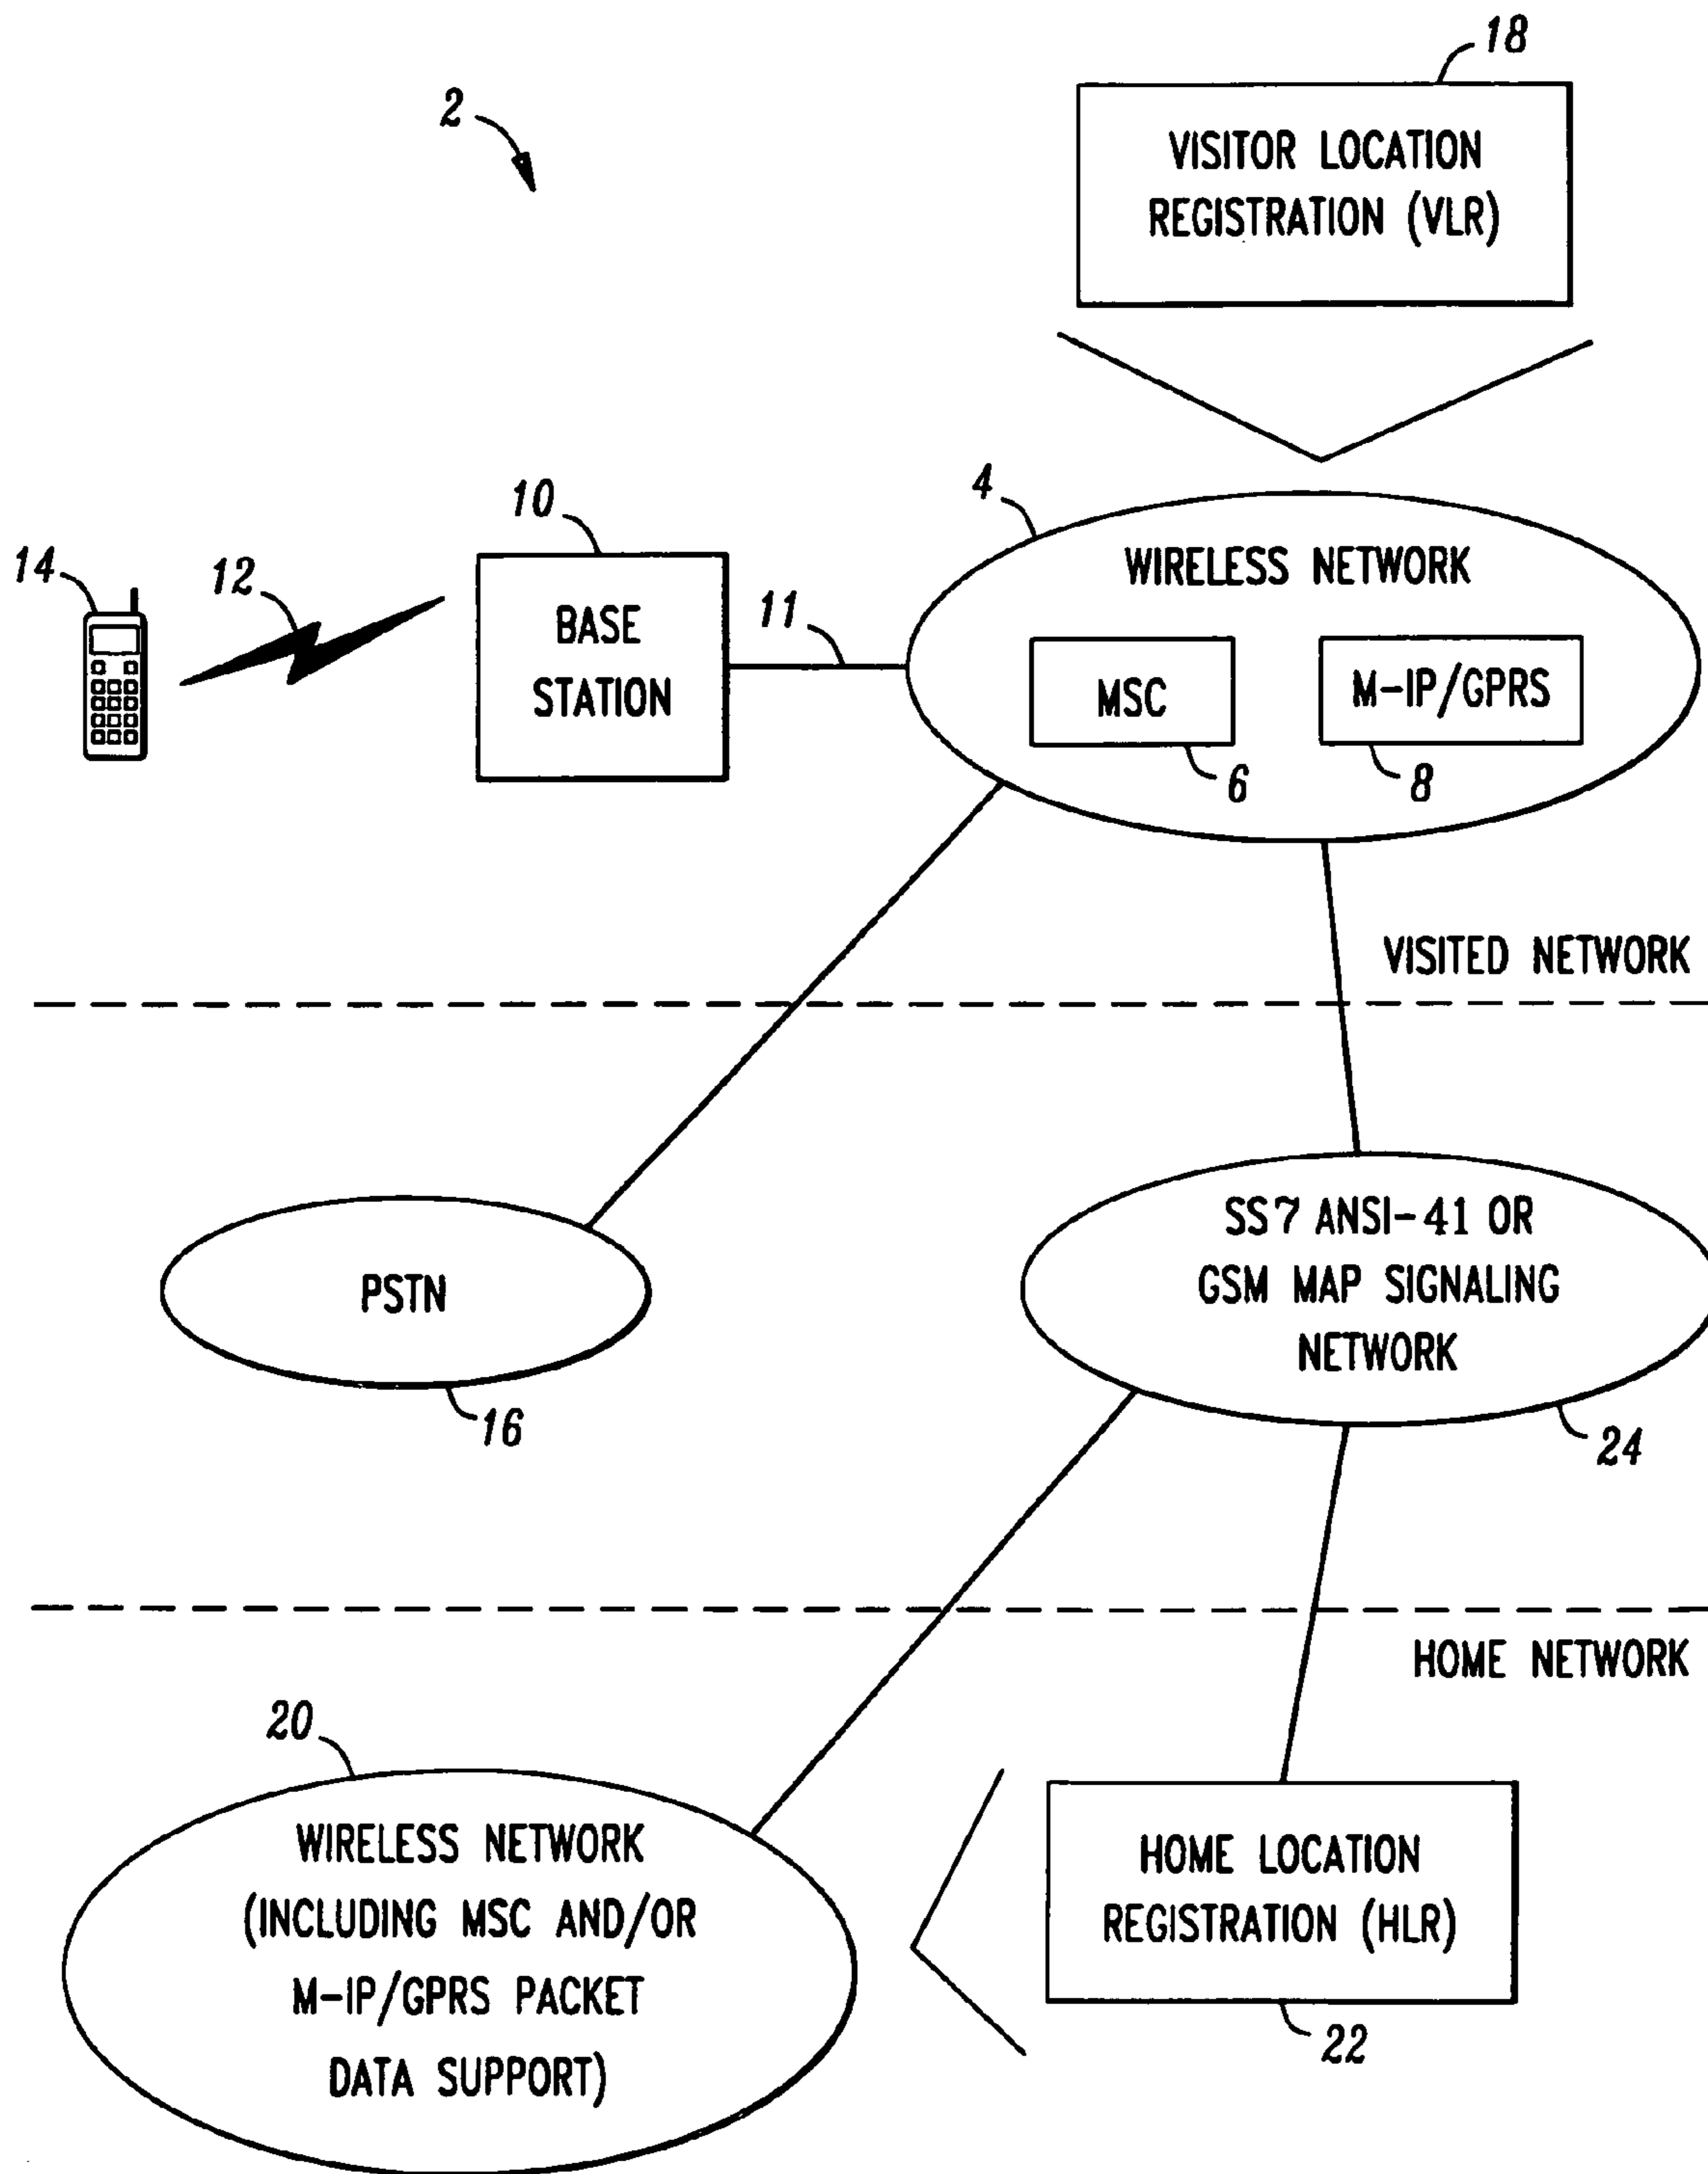 18
2
VISITOR LOCATION
REGISTRATION (VLR)
4
10
14
12
WIRELESS NETWORK
11
BASE
STATION
MSC
M-IP/GPRS
6
8
VISITED NETWORK
SS7 ANSI-41 OR
GSM MAP SIGNALING
NETWORK
PSTN
16
24
HOME NETWORK
20
WIRELESS NETWORK
(INCLUDING MSC AND/OR
M-IP/GPRS PACKET
DATA SUPPORT)
HOME LOCATION
REGISTRATION (HLR)
22